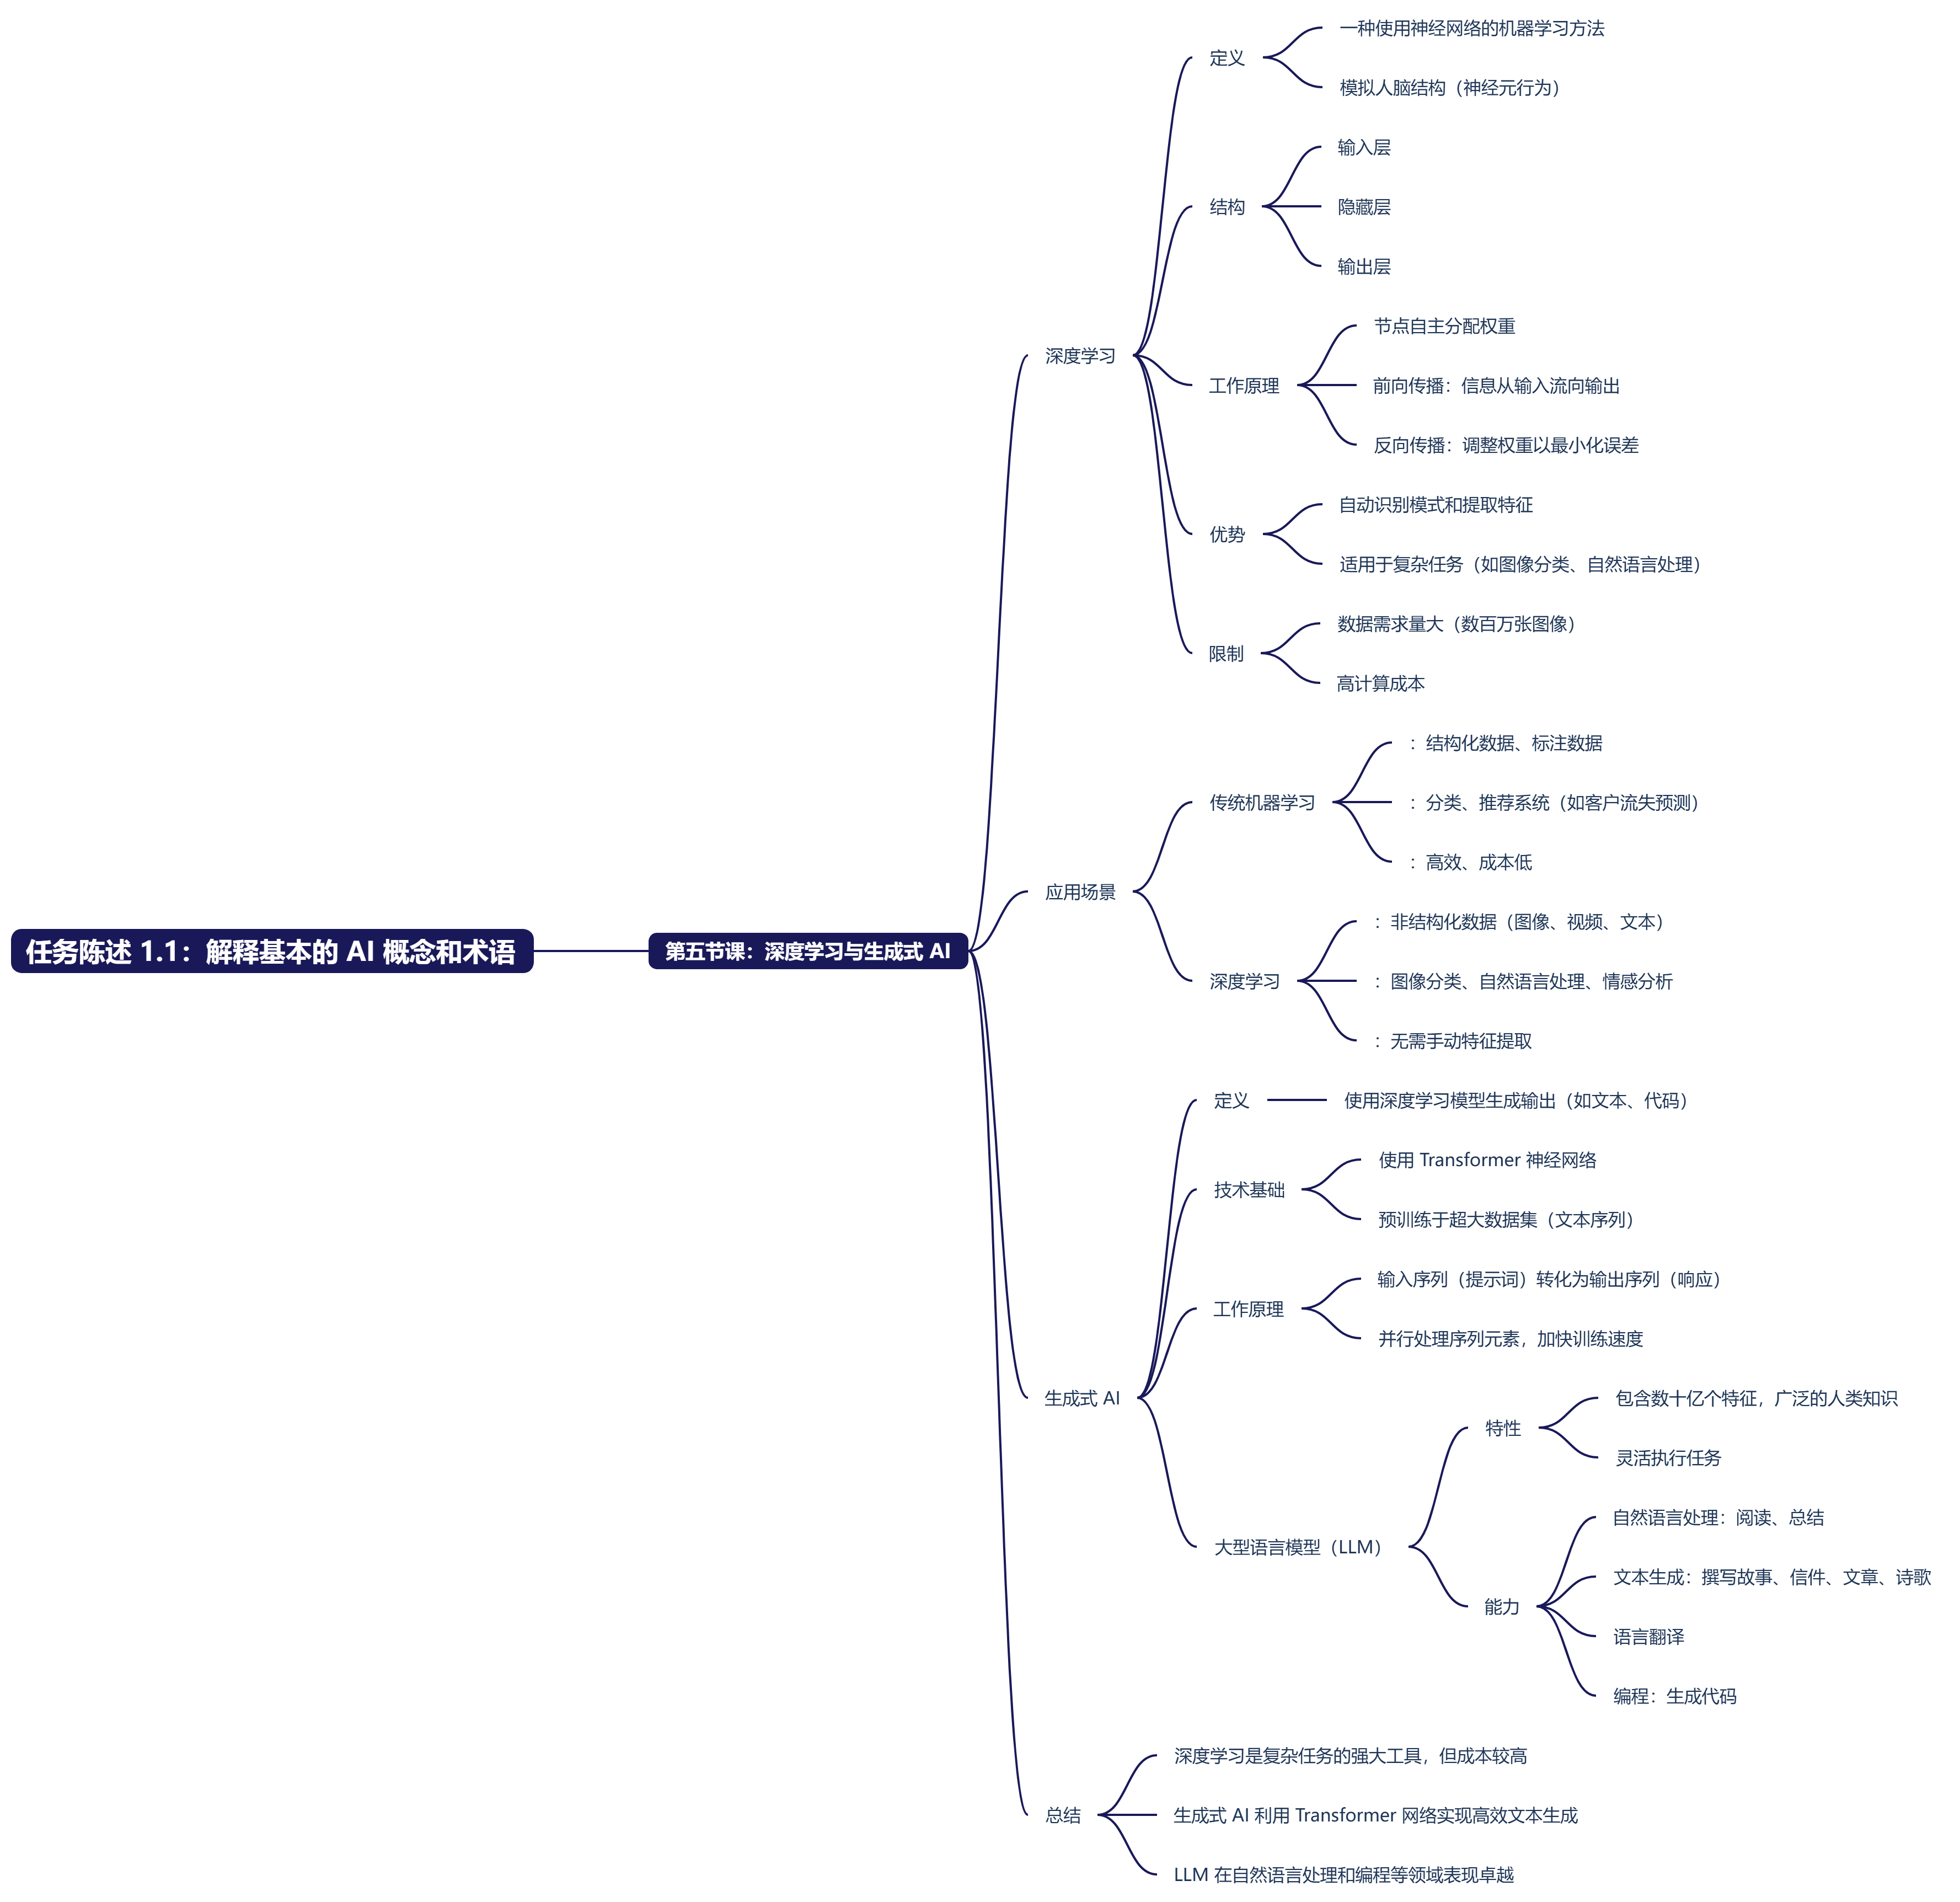 任务陈述 1.1：解释基本的 AI 概念和术语
第五节课：深度学习与生成式 AI
深度学习
定义
一种使用神经网络的机器学习方法
模拟人脑结构（神经元行为）
结构
输入层
隐藏层
输出层
工作原理
节点自主分配权重
前向传播：信息从输入流向输出
反向传播：调整权重以最小化误差
优势
自动识别模式和提取特征
适用于复杂任务（如图像分类、自然语言处理）
限制
数据需求量大（数百万张图像）
高计算成本
应用场景
传统机器学习
：结构化数据、标注数据
：分类、推荐系统（如客户流失预测）
：高效、成本低
深度学习
：非结构化数据（图像、视频、文本）
：图像分类、自然语言处理、情感分析
：无需手动特征提取
生成式 AI
定义
使用深度学习模型生成输出（如文本、代码）
技术基础
使用 Transformer 神经网络
预训练于超大数据集（文本序列）
工作原理
输入序列（提示词）转化为输出序列（响应）
并行处理序列元素，加快训练速度
大型语言模型（LLM）
特性
包含数十亿个特征，广泛的人类知识
灵活执行任务
能力
自然语言处理：阅读、总结
文本生成：撰写故事、信件、文章、诗歌
语言翻译
编程：生成代码
总结
深度学习是复杂任务的强大工具，但成本较高
生成式 AI 利用 Transformer 网络实现高效文本生成
LLM 在自然语言处理和编程等领域表现卓越